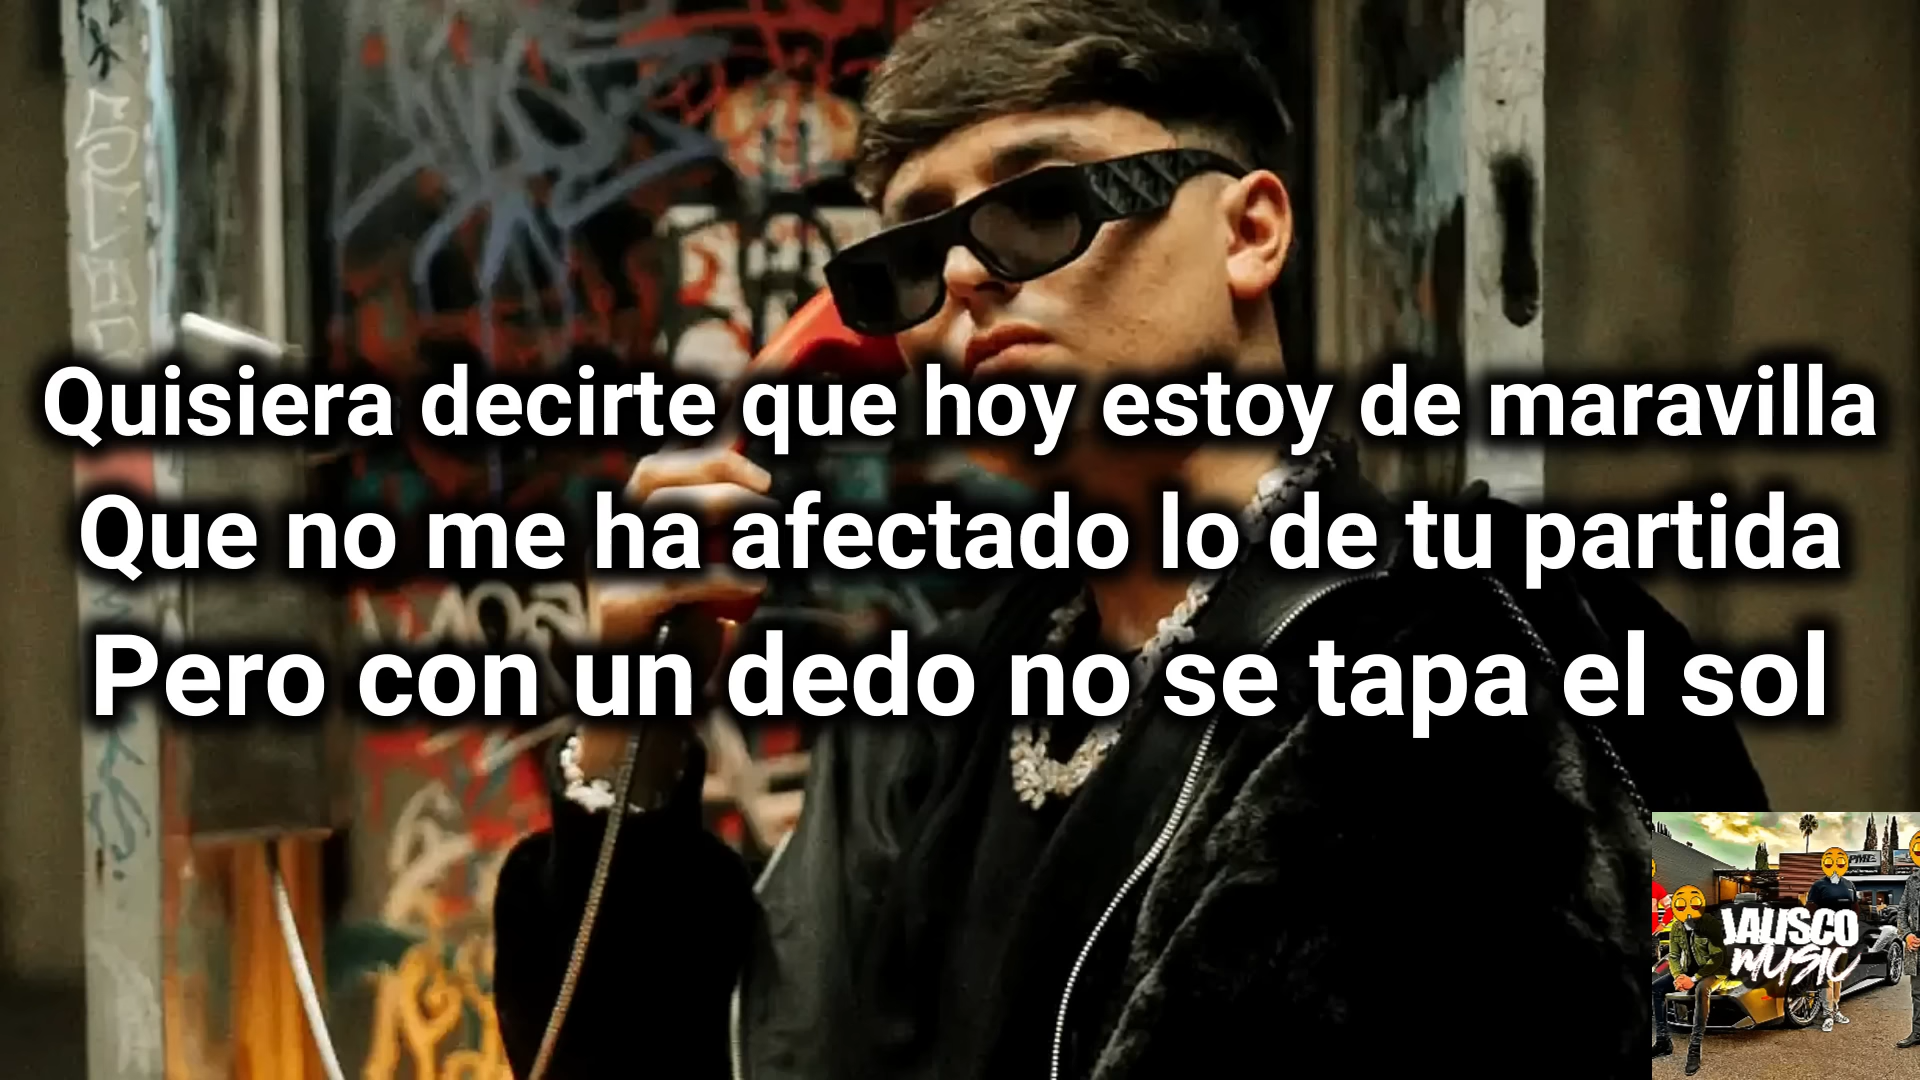 Quisiera decirte que hoy estoy de maravilla
Que no me ha afectado lo de tu partida
Pero con un dedo no se tapa el sol
PMC
JALISCO
MUSIC